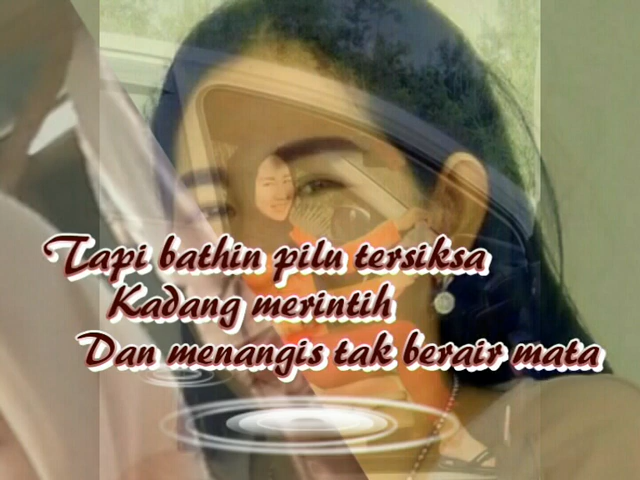 Tapi bathin pilu tersiksa
Kadang merintih
Dan menangis tak berair mata